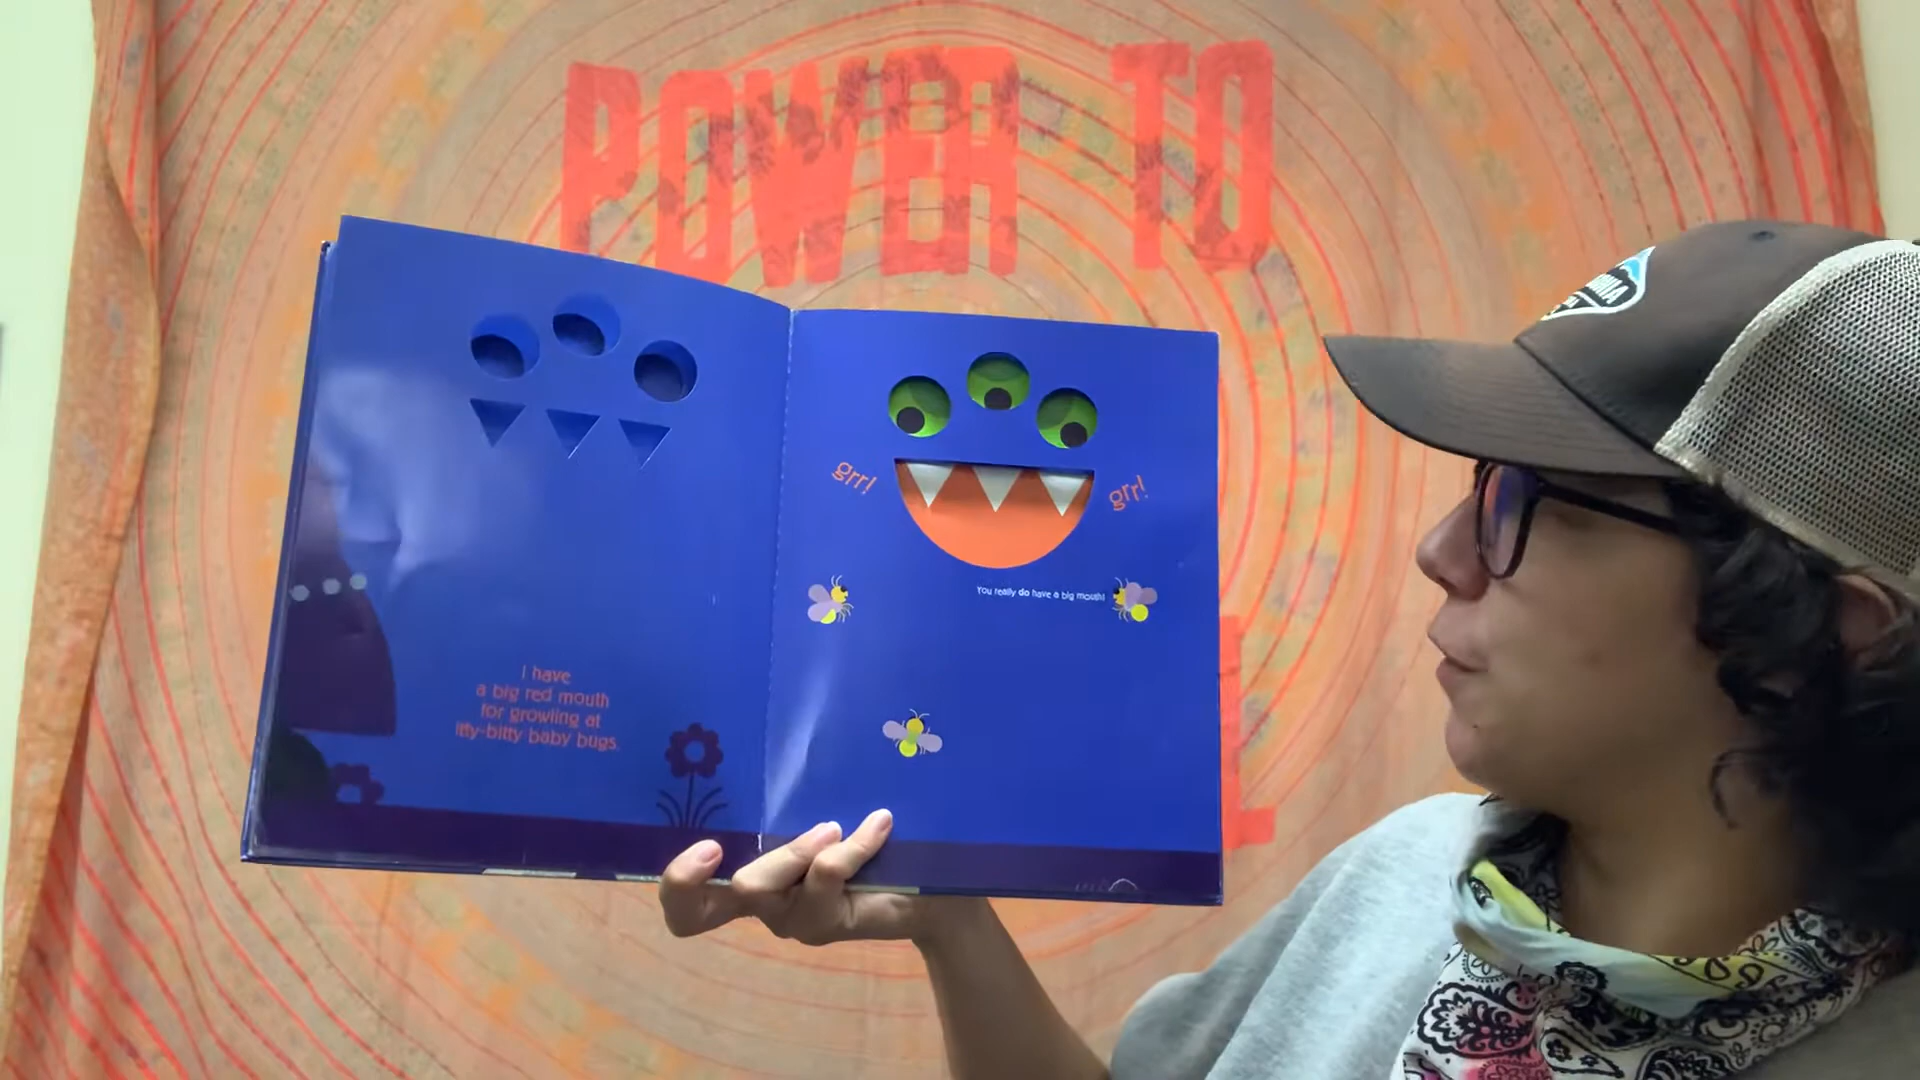 POWER TO
I have
a big red mouth
for growling at
itty-bitty baby bugs.
grr!
grr!
You really do have a big mouth!